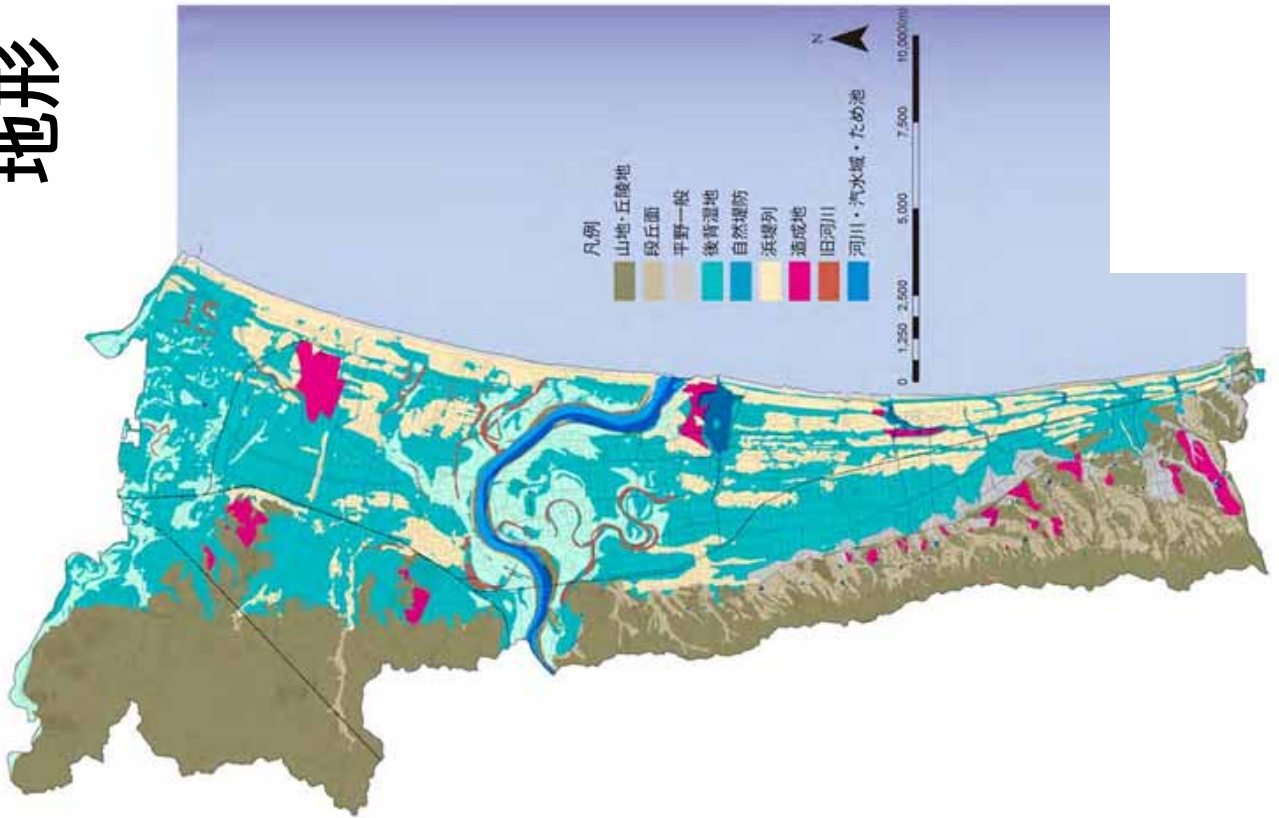 地形
N
凡例
山地・丘陵地
段丘面
平野一般
後背湿地
自然堤防
浜堤列
造成地
旧河川
河川・汽水域・ため池
0 1,250 2,500 5,000 7,500 10,000(m)